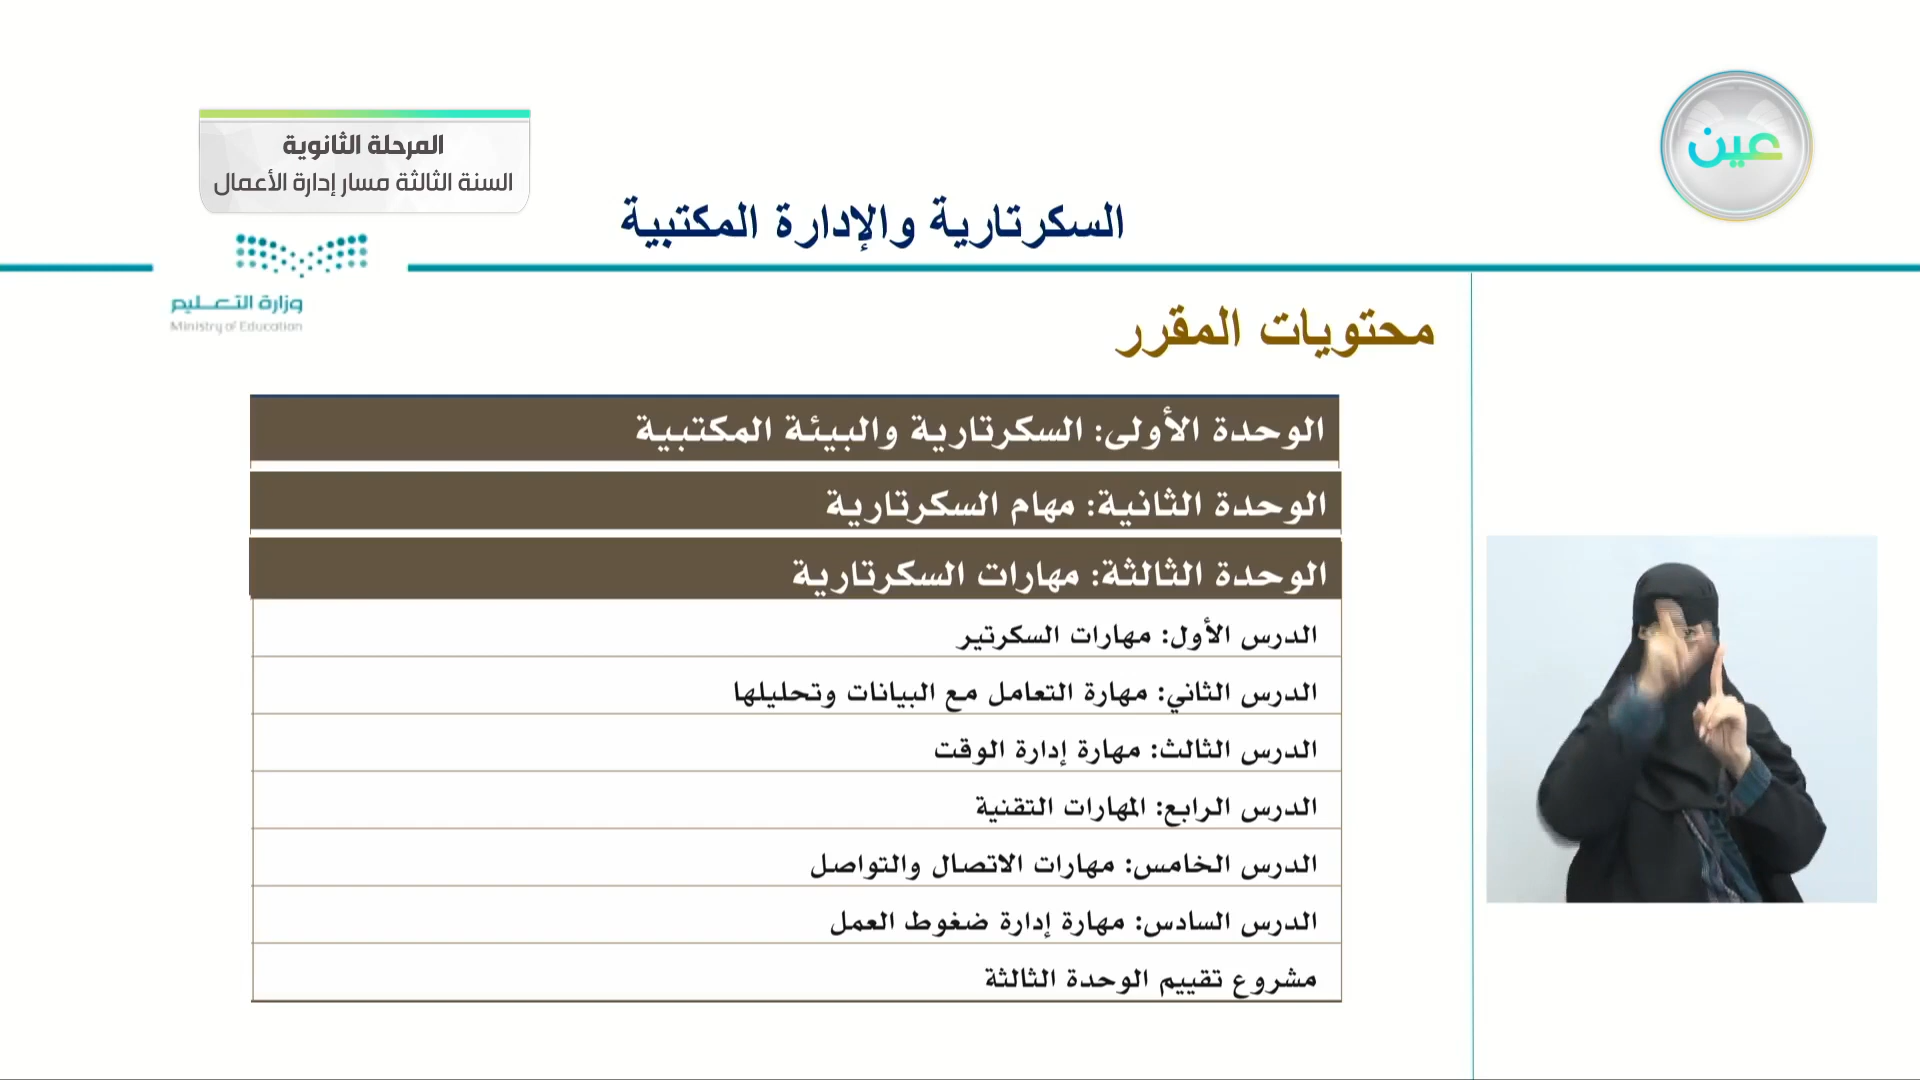 عين
المرحلة الثانوية
السنة الثالثة مسار إدارة الأعمال
السكرتارية والإدارة المكتبية
وزارة التعليم
Ministry of Education
محتويات المقرر
الوحدة الأولى: السكرتارية والبيئة المكتبية
الوحدة الثانية: مهام السكرتارية
الوحدة الثالثة: مهارات السكرتارية
الدرس الأول: مهارات السكرتير
الدرس الثاني: مهارة التعامل مع البيانات وتحليلها
الدرس الثالث: مهارة إدارة الوقت
الدرس الرابع: المهارات التقنية
الدرس الخامس: مهارات الاتصال والتواصل
الدرس السادس: مهارة إدارة ضغوط العمل
مشروع تقييم الوحدة الثالثة